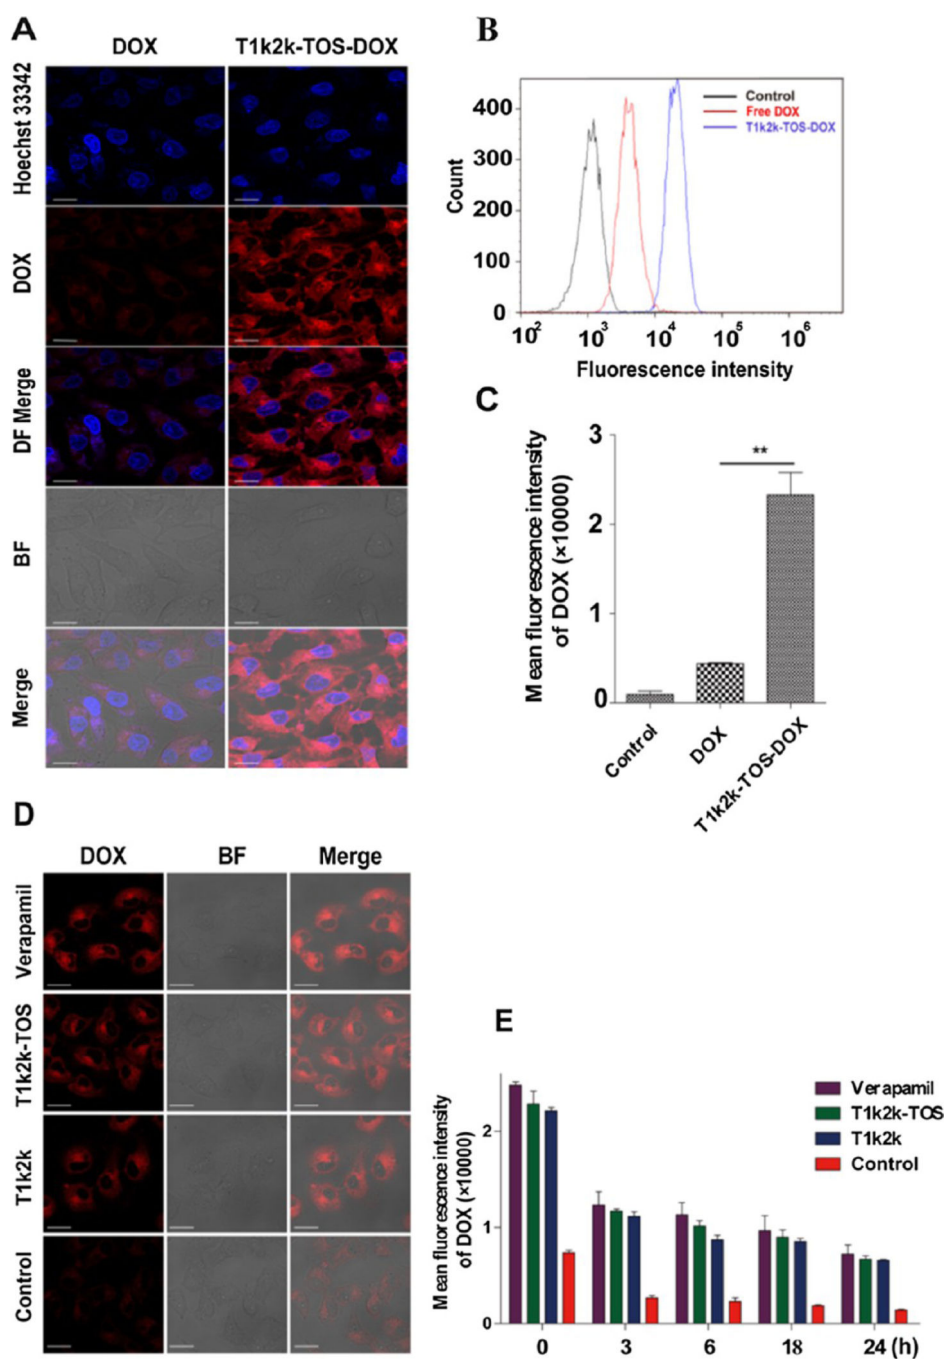 A
DOX T1k2k-TOS-DOX
Hoechst 33342
DOX
DF Merge
BF
Merge
B
Control
Free DOX
T1k2k-TOS-DOX
Count
400
300
200
100
0
10² 10³ 10⁴ 10⁵ 10⁶
Fluorescence intensity
C
Mean fluorescence intensity
of DOX (×10000)
3
2
1
0
**
Control
DOX
T1k2k-TOS-DOX
D
DOX BF Merge
Verapamil
T1k2k-TOS
T1k2k
Control
E
Mean fluorescence intensity
of DOX (×10000)
2
1
0
Verapamil
T1k2k-TOS
T1k2k
Control
0 3 6 18 24 (h)